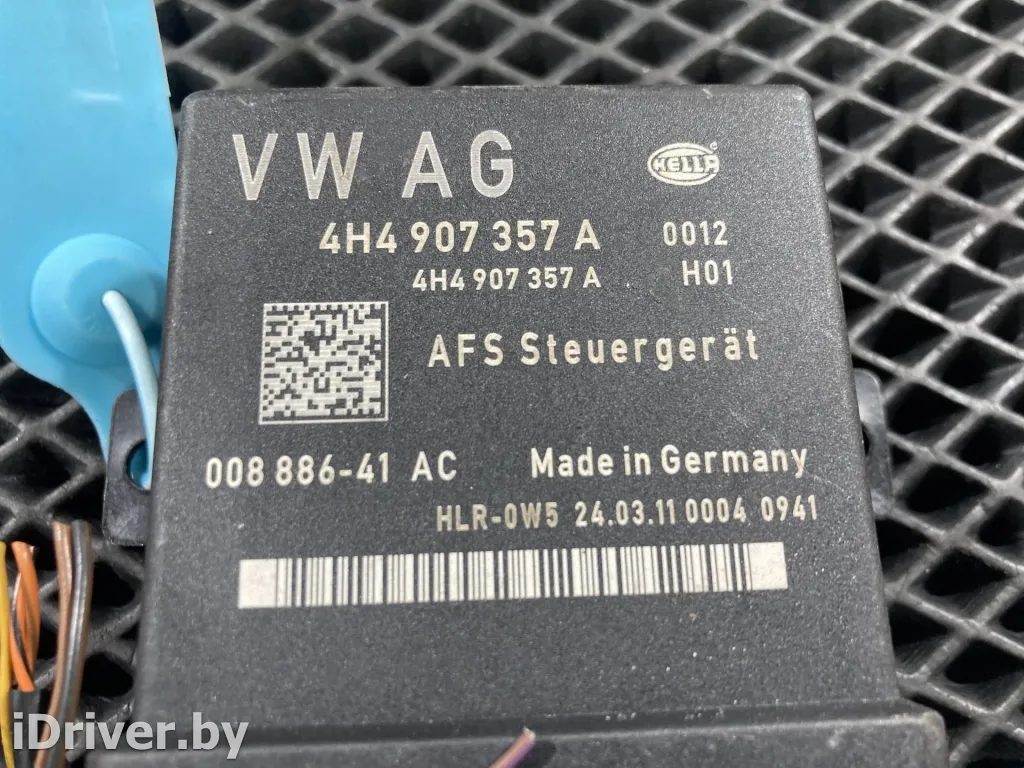 VW AG
HELLA
4H4 907 357 A 0012
4H4 907 357 A H01
AFS Steuergerät
008 886-41 AC Made in Germany
HLR-0W5 24.03.11 0004 0941
iDriver.by